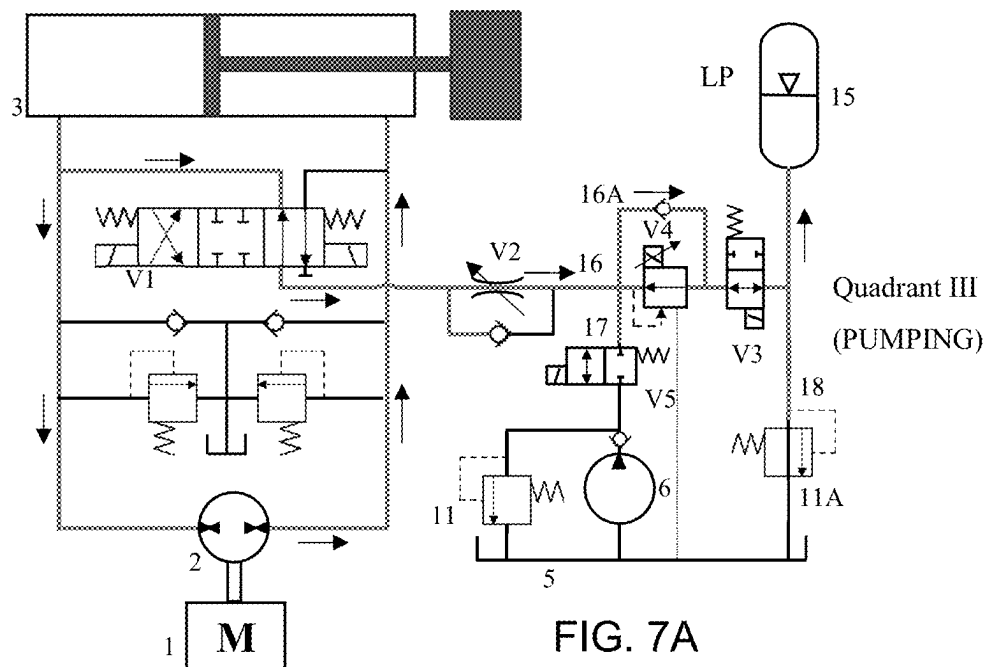 LP
15
3
16A
V4
V1
V2
16
Quadrant III
(PUMPING)
17
V3
V5
18
11
6
11A
2
5
1
M
FIG. 7A